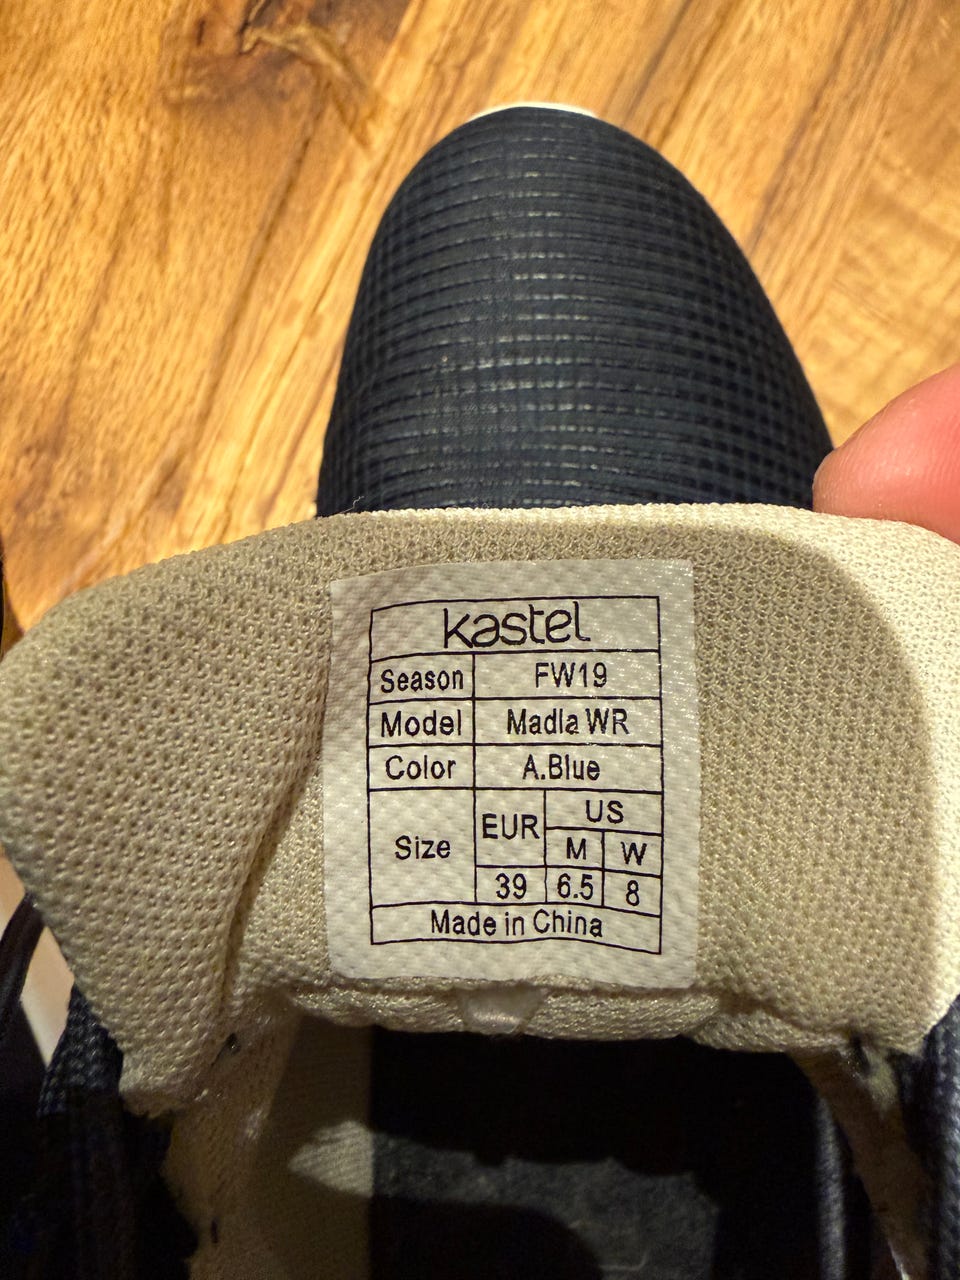 kastel
Season FW19
Model Madla WR
Color A.Blue
Size EUR US
M W
39 6.5 8
Made in China